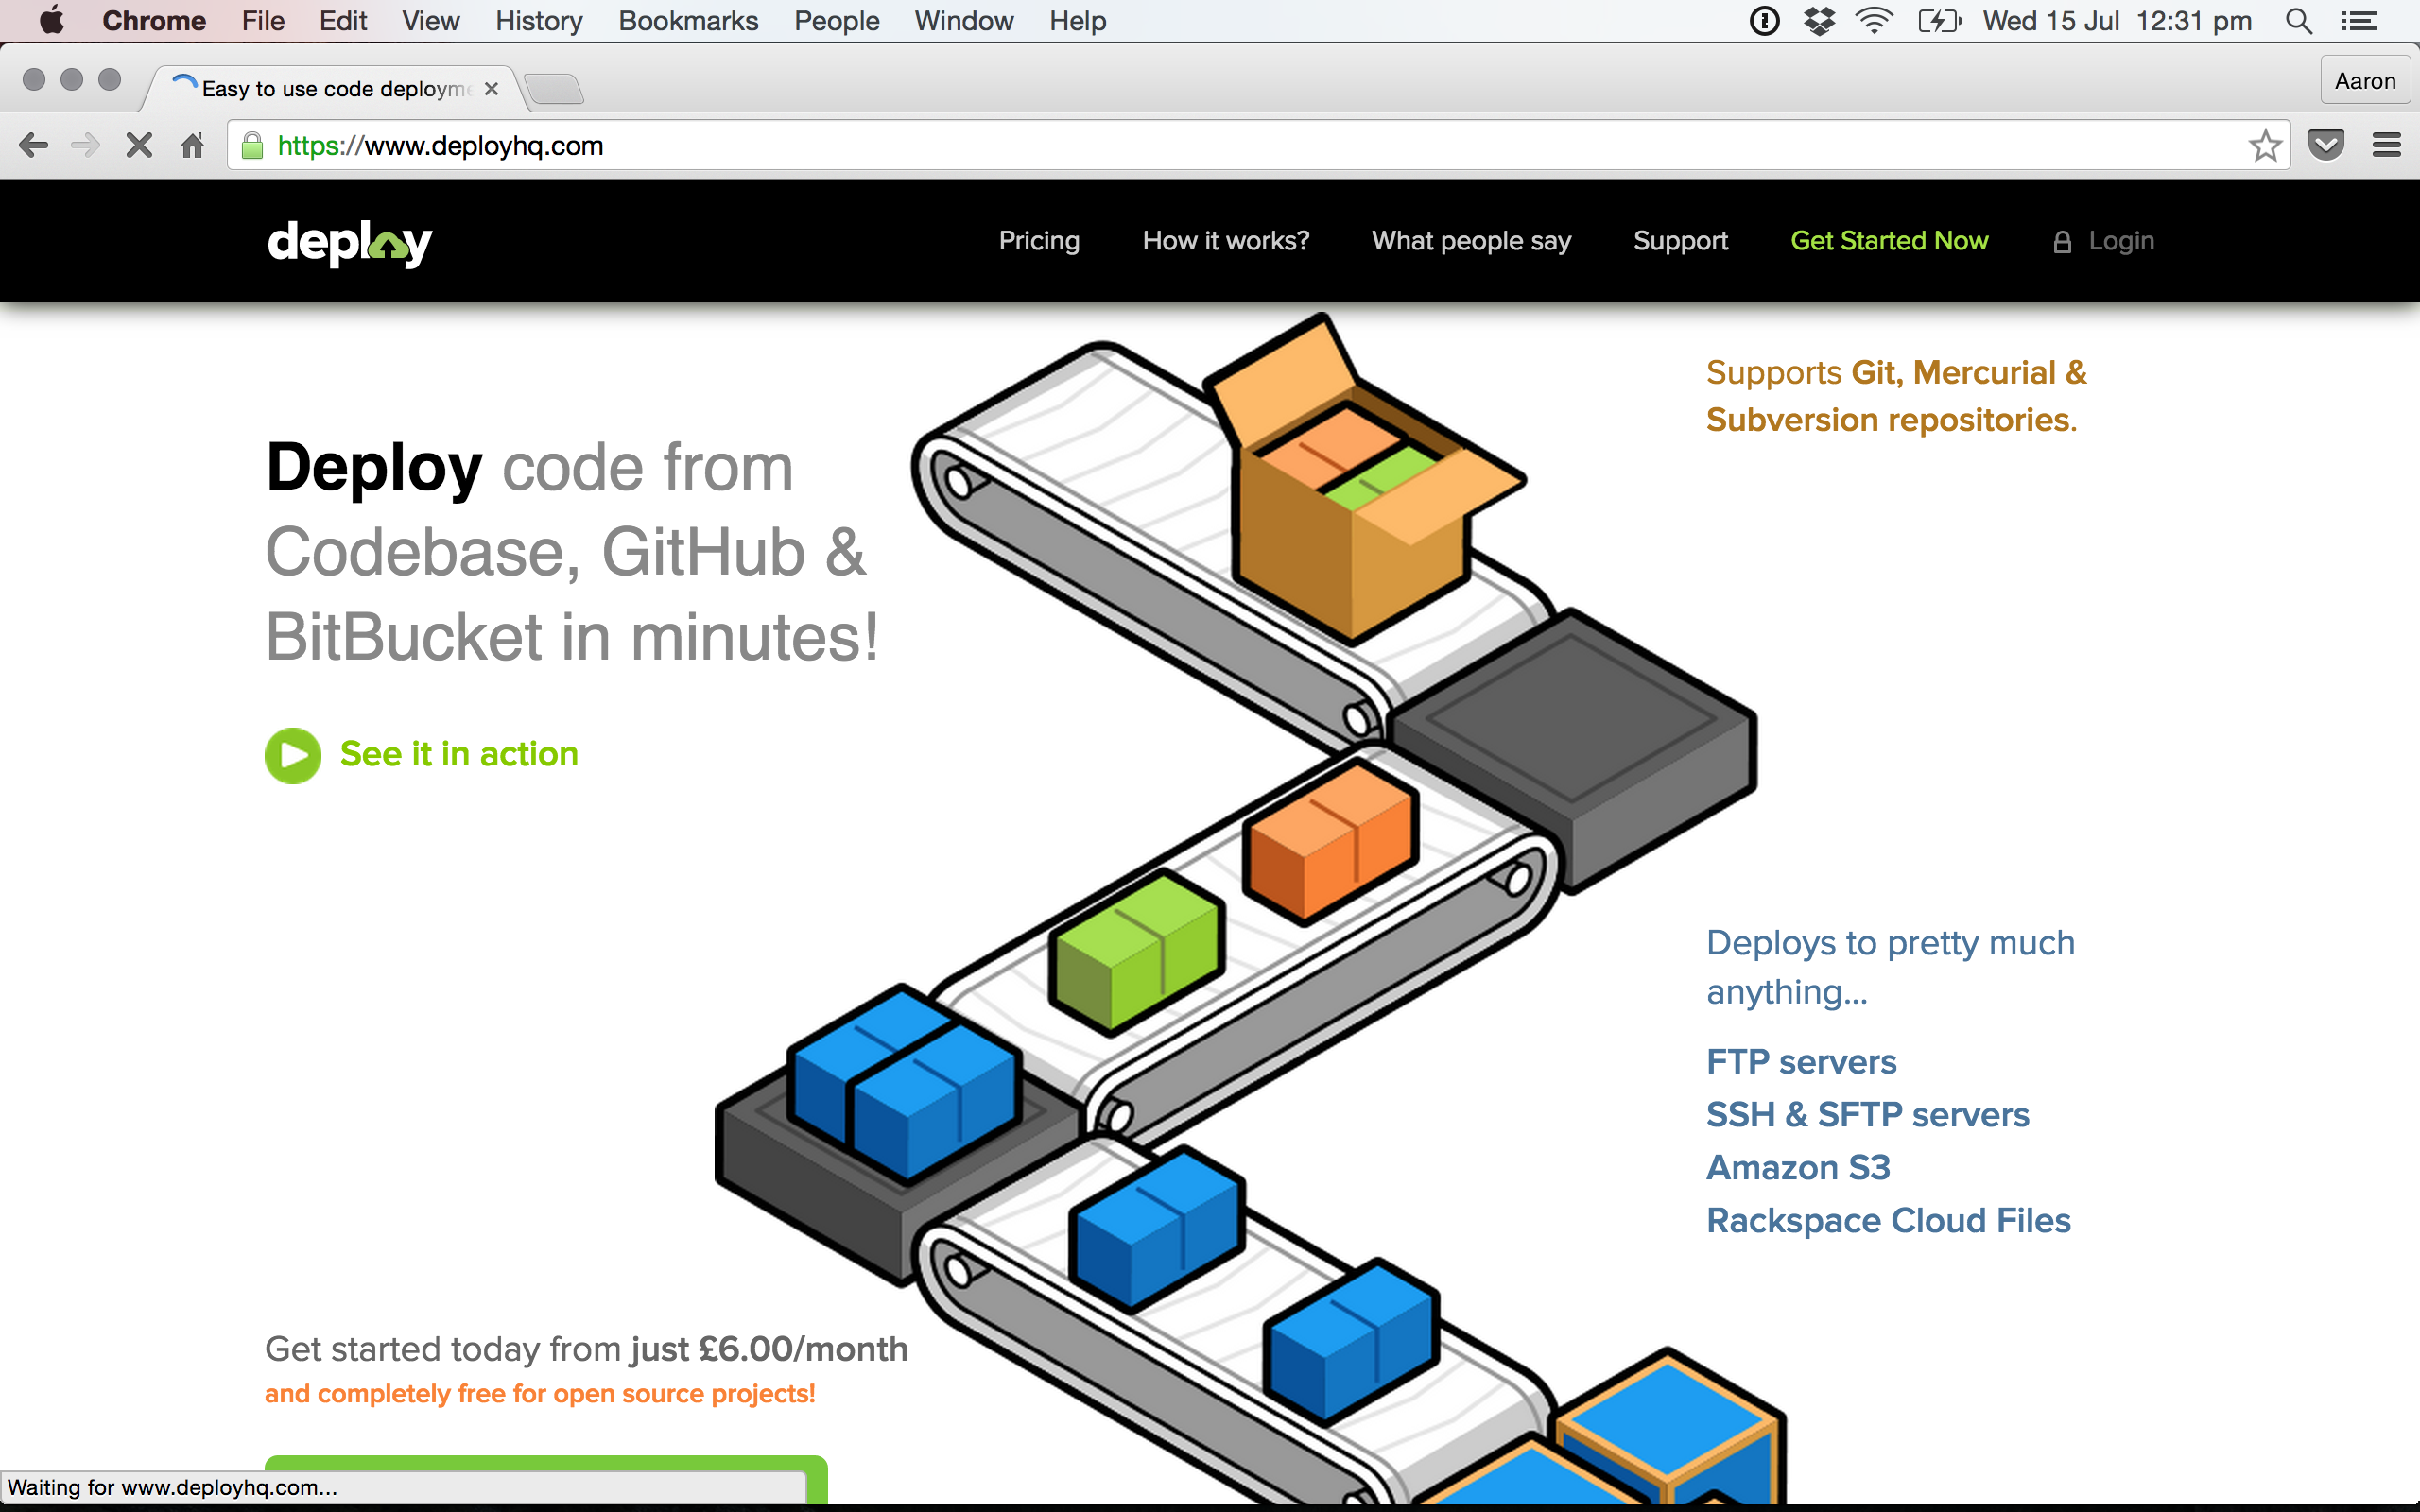 Chrome File Edit View History Bookmarks People Window Help Wed 15 Jul 12:31 pm
Easy to use code deployme Aaron
https://www.deployhq.com
deploy Pricing How it works? What people say Support Get Started Now Login
Supports Git, Mercurial &
Subversion repositories.
Deploy code from
Codebase, GitHub &
BitBucket in minutes!
See it in action
Deploys to pretty much
anything...
FTP servers
SSH & SFTP servers
Amazon S3
Rackspace Cloud Files
Get started today from just £6.00/month
and completely free for open source projects!
Waiting for www.deployhq.com...